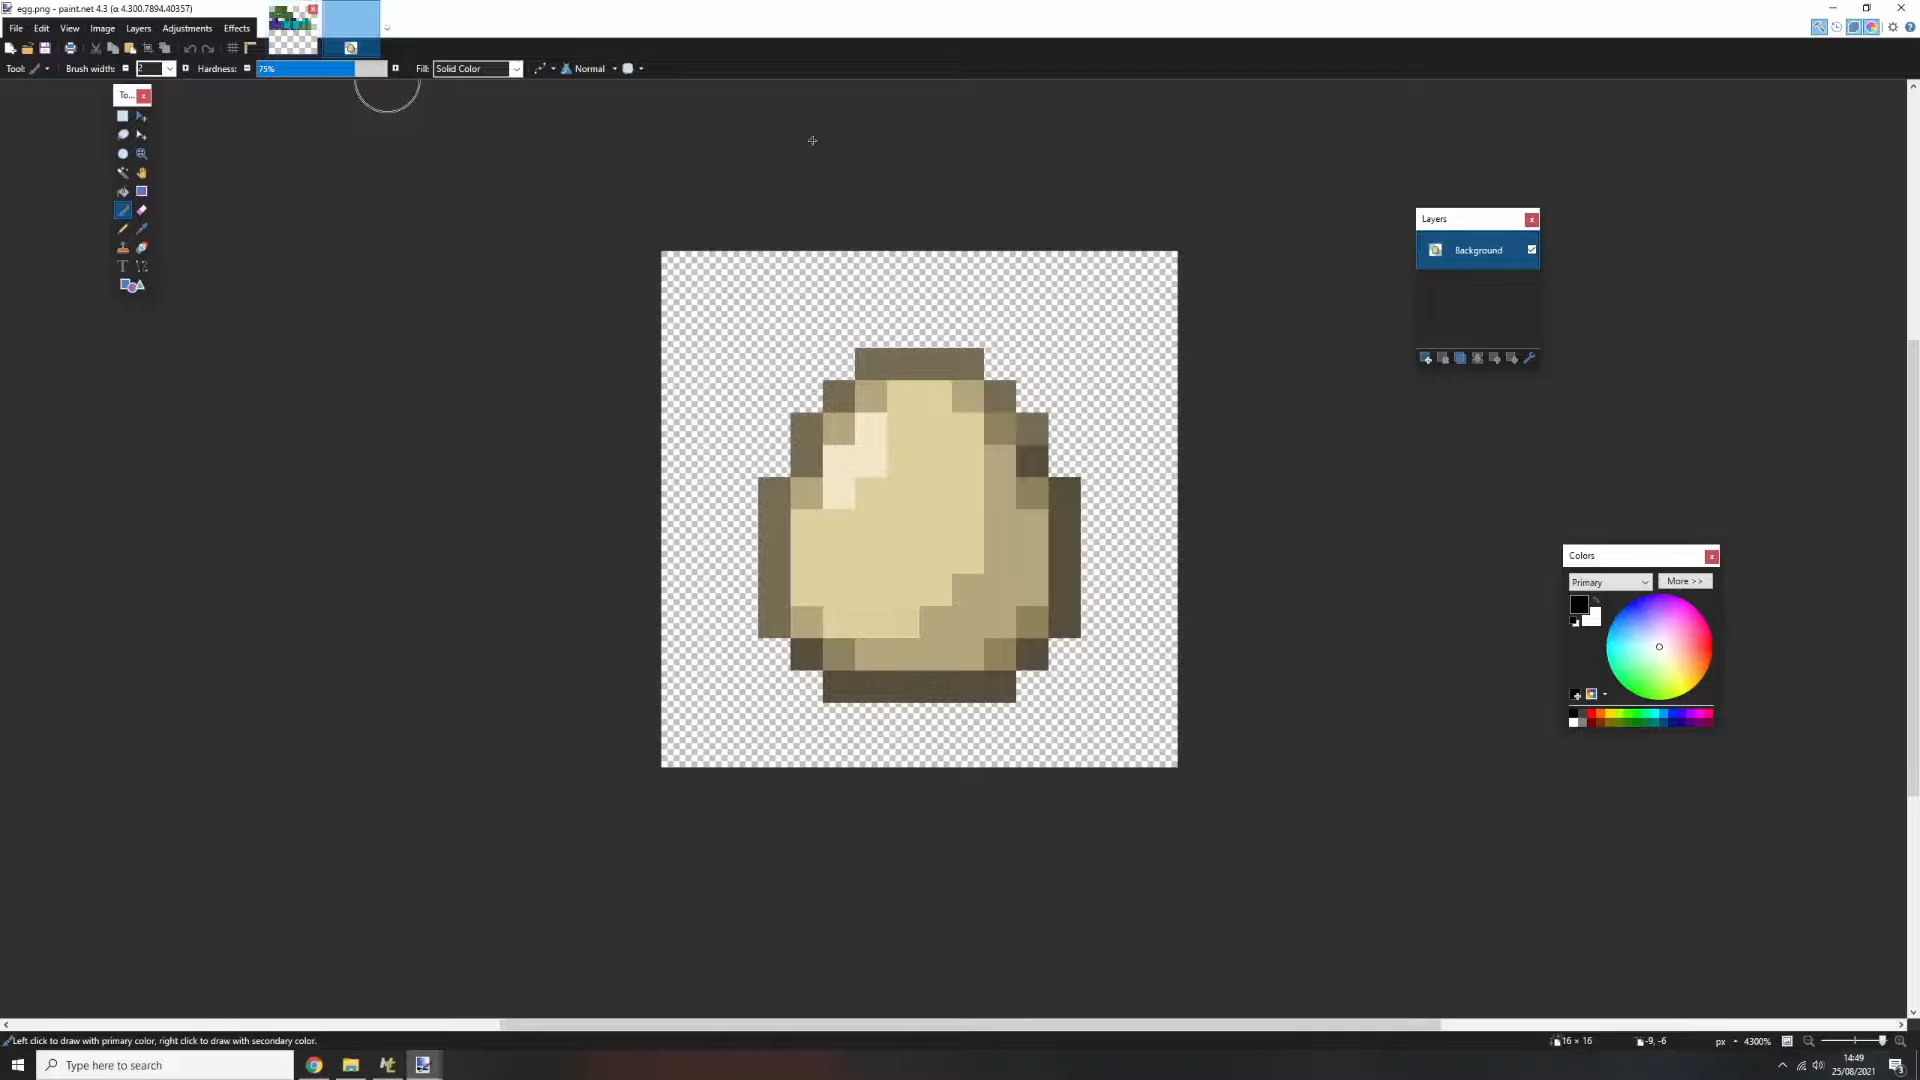 egg.png - paint.net 4.3 (α 4.300.7894.40357)
File Edit View Image Layers Adjustments Effects
Tool: Brush width: 2 Hardness: 75% Fill: Solid Color Normal
To...
Layers
Background
Colors
Primary More >>
Left click to draw with primary color, right click to draw with secondary color. 16 × 16 -9, -6 px 4300%
Type here to search
14:49
25/08/2021